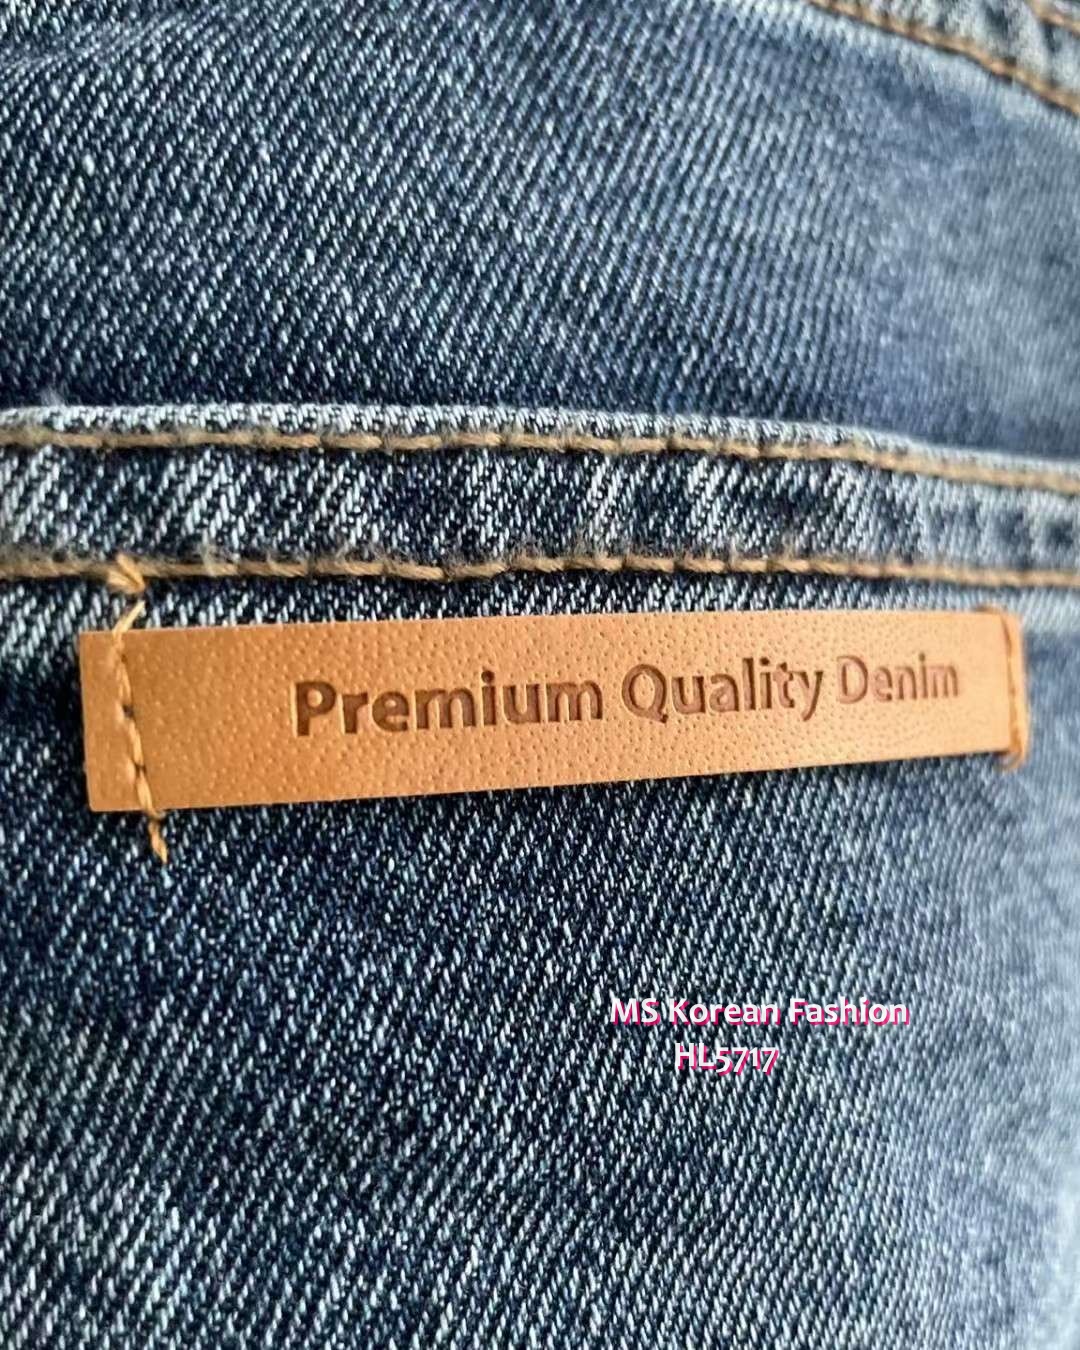 Premium Quality Denim
MS Korean Fashion
HL5717